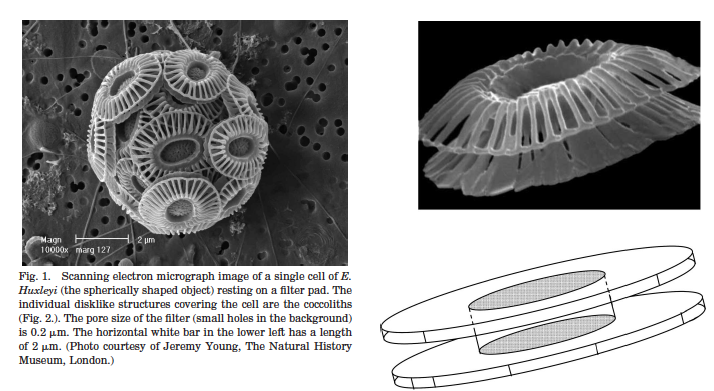 Magn
10000x marg 127
2 µm
Fig. 1. Scanning electron micrograph image of a single cell of E.
Huxleyi (the spherically shaped object) resting on a filter pad. The
individual disklike structures covering the cell are the coccoliths
(Fig. 2.). The pore size of the filter (small holes in the background)
is 0.2 µm. The horizontal white bar in the lower left has a length
of 2 µm. (Photo courtesy of Jeremy Young, The Natural History
Museum, London.)